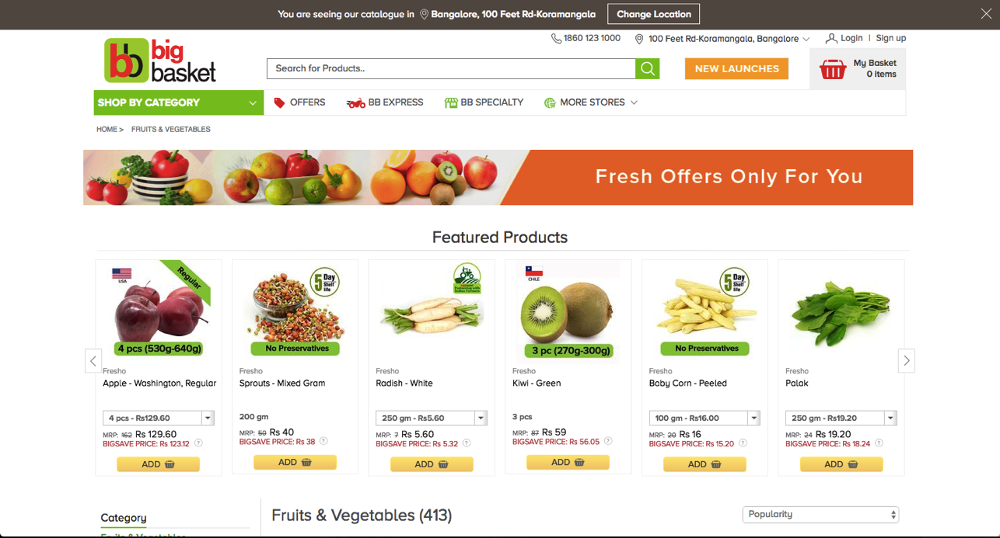 You are seeing our catalogue in Bangalore, 100 Feet Rd-Koramangala Change Location
1860 123 1000 100 Feet Rd-Koramangala, Bangalore Login | Sign up
bb big
basket
Search for Products..
NEW LAUNCHES
My Basket
0 items
SHOP BY CATEGORY OFFERS BB EXPRESS BB SPECIALTY MORE STORES
HOME > FRUITS & VEGETABLES
Fresh Offers Only For You
Featured Products
USA
Regular
4 pcs (530g-640g)
Fresho
Apple - Washington, Regular
4 pcs - Rs129.60
MRP: 162 Rs 129.60
BIGSAVE PRICE: Rs 123.12 ?
ADD
5 Day
Shelf
life
No Preservatives
Fresho
Sprouts - Mixed Gram
200 gm
MRP: 50 Rs 40
BIGSAVE PRICE: Rs 38 ?
ADD
Fresho
Radish - White
250 gm - Rs5.60
MRP: 7 Rs 5.60
BIGSAVE PRICE: Rs 5.32 ?
ADD
CHILE
3 pc (270g-300g)
Fresho
Kiwi - Green
3 pcs
MRP: 87 Rs 59
BIGSAVE PRICE: Rs 56.05 ?
ADD
5 Day
Shelf
life
No Preservatives
Fresho
Baby Corn - Peeled
100 gm - Rs16.00
MRP: 20 Rs 16
BIGSAVE PRICE: Rs 15.20 ?
ADD
Fresho
Palak
250 gm - Rs19.20
MRP: 24 Rs 19.20
BIGSAVE PRICE: Rs 18.24 ?
ADD
Category
Fruits & Vegetables
Fruits & Vegetables (413)
Popularity